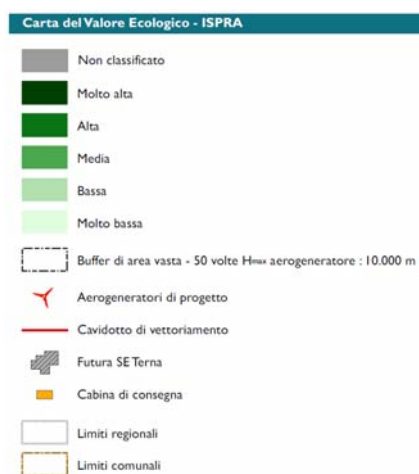 Carta del Valore Ecologico - ISPRA
Non classificato
Molto alta
Alta
Media
Bassa
Molto bassa
Buffer di area vasta - 50 volte Hmax aerogeneratore : 10.000 m
Aerogeneratori di progetto
Cavidotto di vettoriamento
Futura SE Terna
Cabina di consegna
Limiti regionali
Limiti comunali